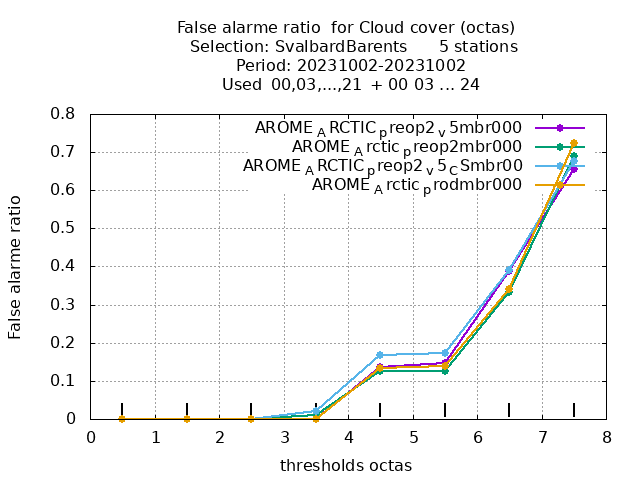 False alarme ratio  for Cloud cover (octas)
Selection: SvalbardBarents      5 stations
Period: 20231002-20231002
Used  00,03,...,21  + 00 03 ... 24
AROME_ARCTIC_preop2_v5mbr000
AROME_Arctic_preop2mbr000
AROME_ARCTIC_preop2_v5_CSmbr00
AROME_Arctic_prodmbr000
False alarme ratio
0.8
0.7
0.6
0.5
0.4
0.3
0.2
0.1
0
0 1 2 3 4 5 6 7 8
thresholds octas